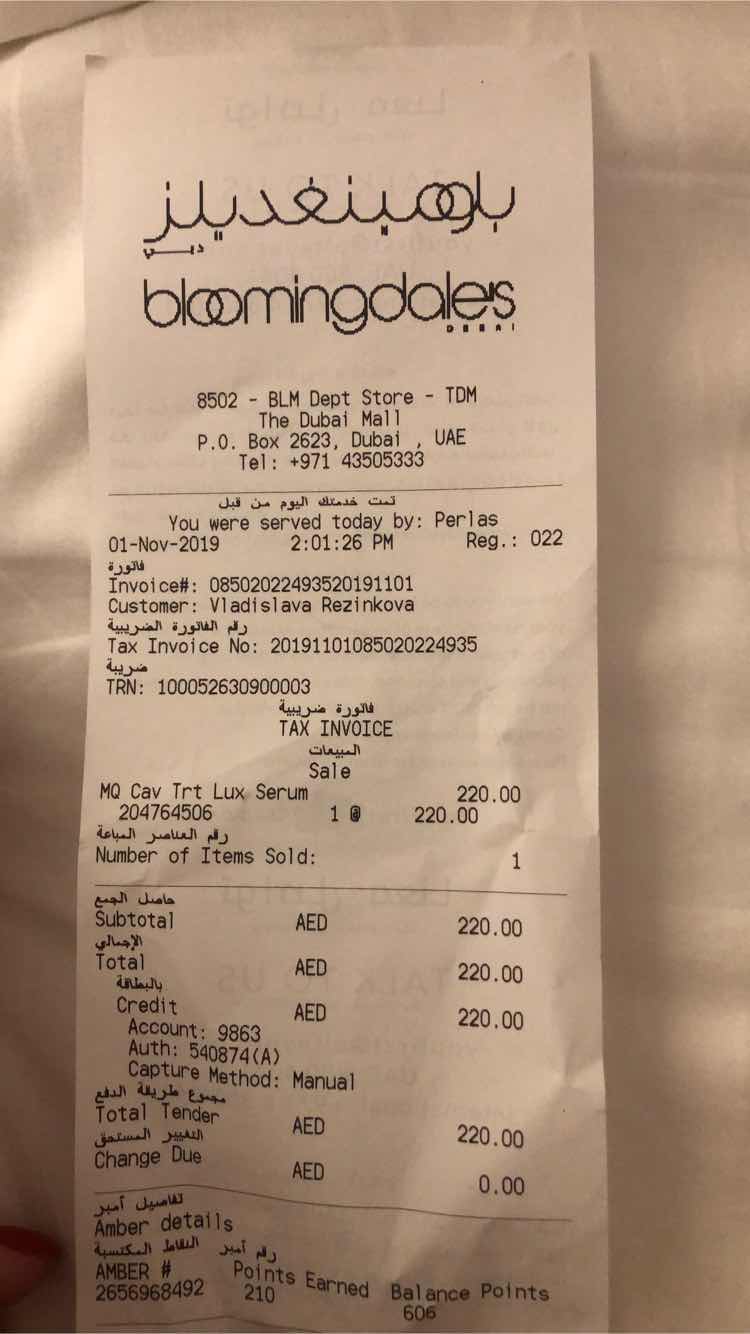 بلومينغديلز
دبي
bloomingdale's
DUBAI
8502 - BLM Dept Store - TDM
The Dubai Mall
P.O. Box 2623, Dubai , UAE
Tel: +971 43505333
تمت خدمتك اليوم من قبل
You were served today by: Perlas
01-Nov-2019 2:01:26 PM Reg.: 022
فاتورة
Invoice#: 08502022493520191101
Customer: Vladislava Rezinkova
رقم الفاتورة الضريبية
Tax Invoice No: 20191101085020224935
ضريبة
TRN: 100052630900003
فاتورة ضريبية
TAX INVOICE
المبيعات
Sale
MQ Cav Trt Lux Serum 220.00
204764506 1 @ 220.00
رقم العناصر المباعة
Number of Items Sold: 1
حاصل الجمع
Subtotal AED 220.00
الإجمالي
Total AED 220.00
بالبطاقة
Credit AED 220.00
Account: 9863
Auth: 540874(A)
Capture Method: Manual
مجموع طريقة الدفع
Total Tender AED 220.00
التغيير المستحق
Change Due AED 0.00
تفاصيل أمبر
Amber details
رقم أمبر النقاط المكتسبة
AMBER # Points Earned Balance Points
2656968492 210 606